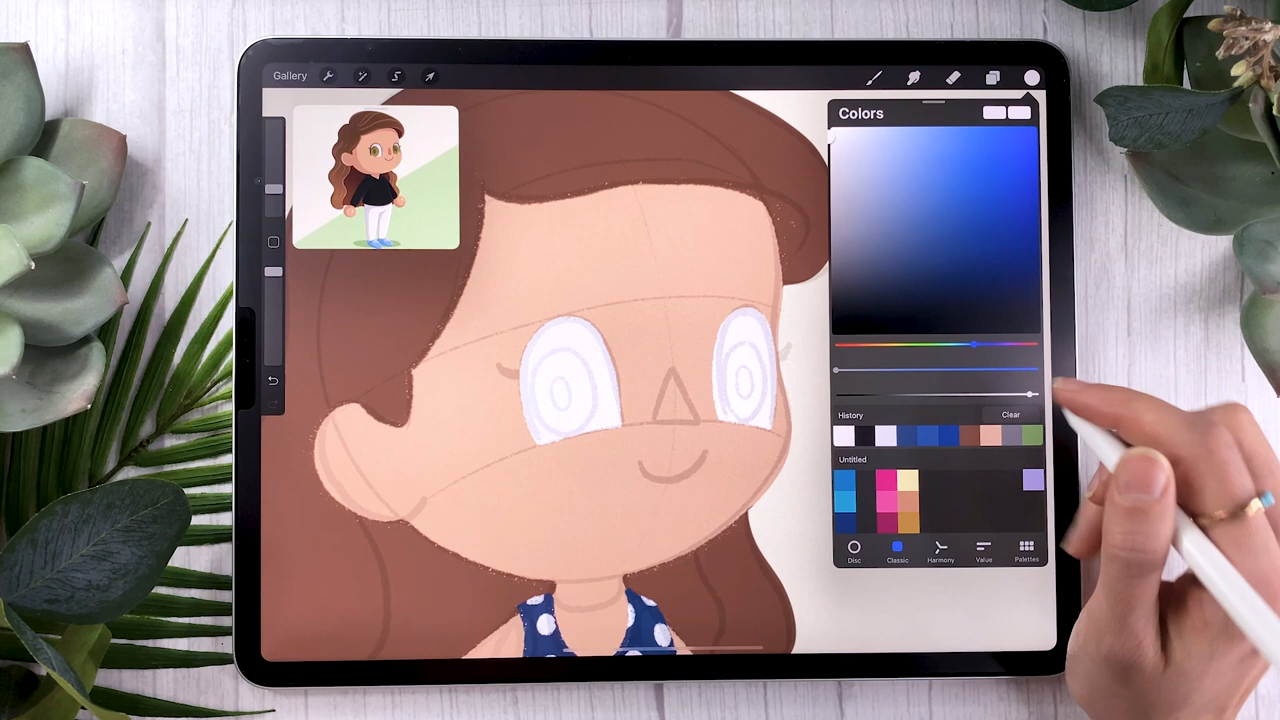 Gallery
Colors
History
Clear
Untitled
Disc
Classic
Harmony
Value
Palettes